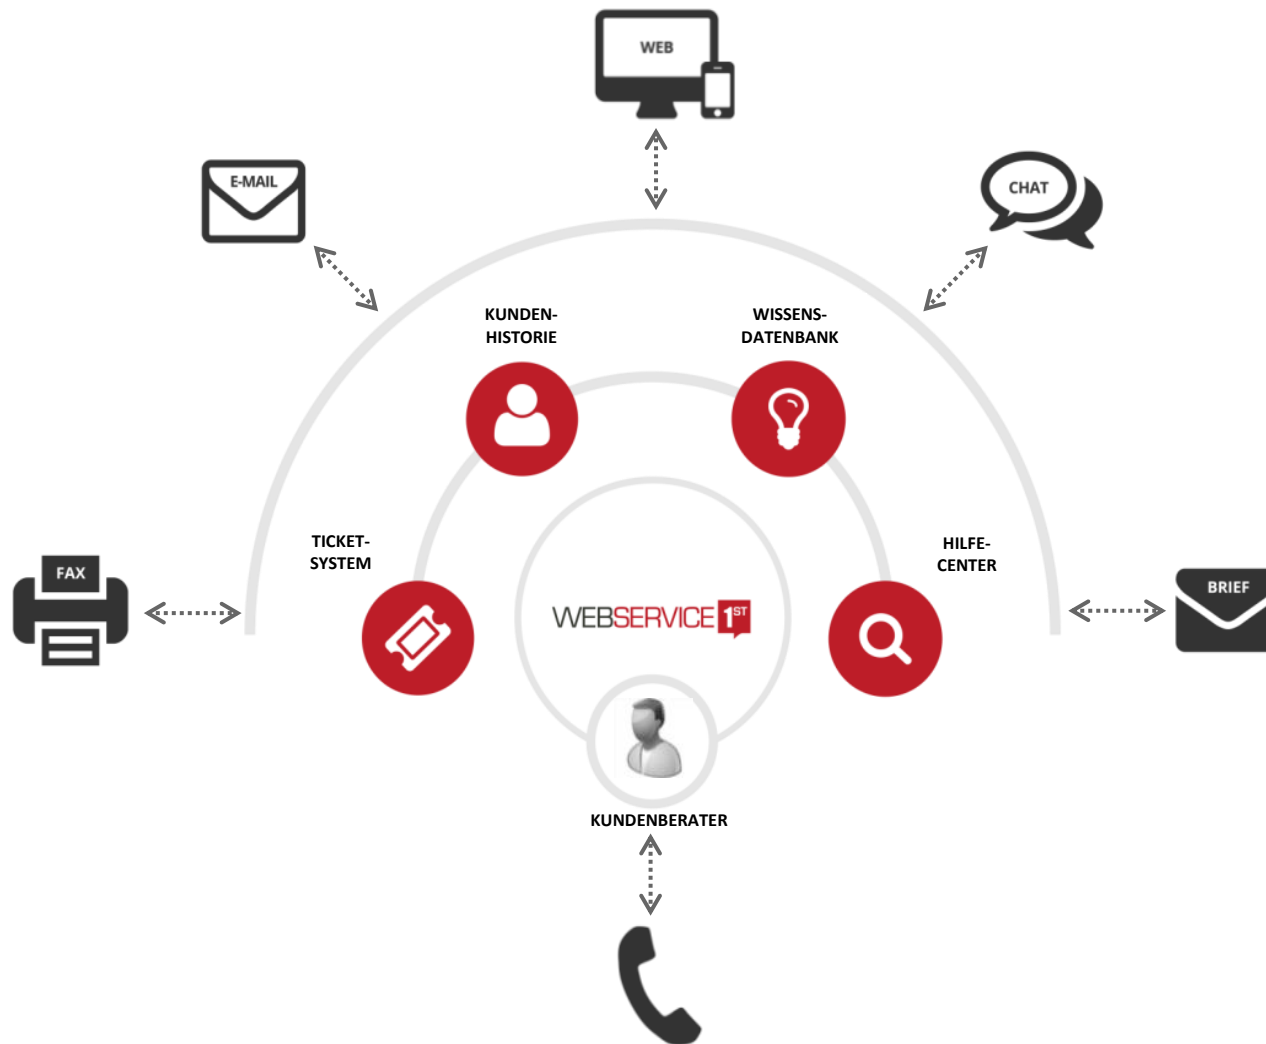 WEB
E-MAIL
CHAT
KUNDEN-
HISTORIE
WISSENS-
DATENBANK
TICKET-
SYSTEM
HILFE-
CENTER
FAX
BRIEF
WEBSERVICE 1ST
KUNDENBERATER